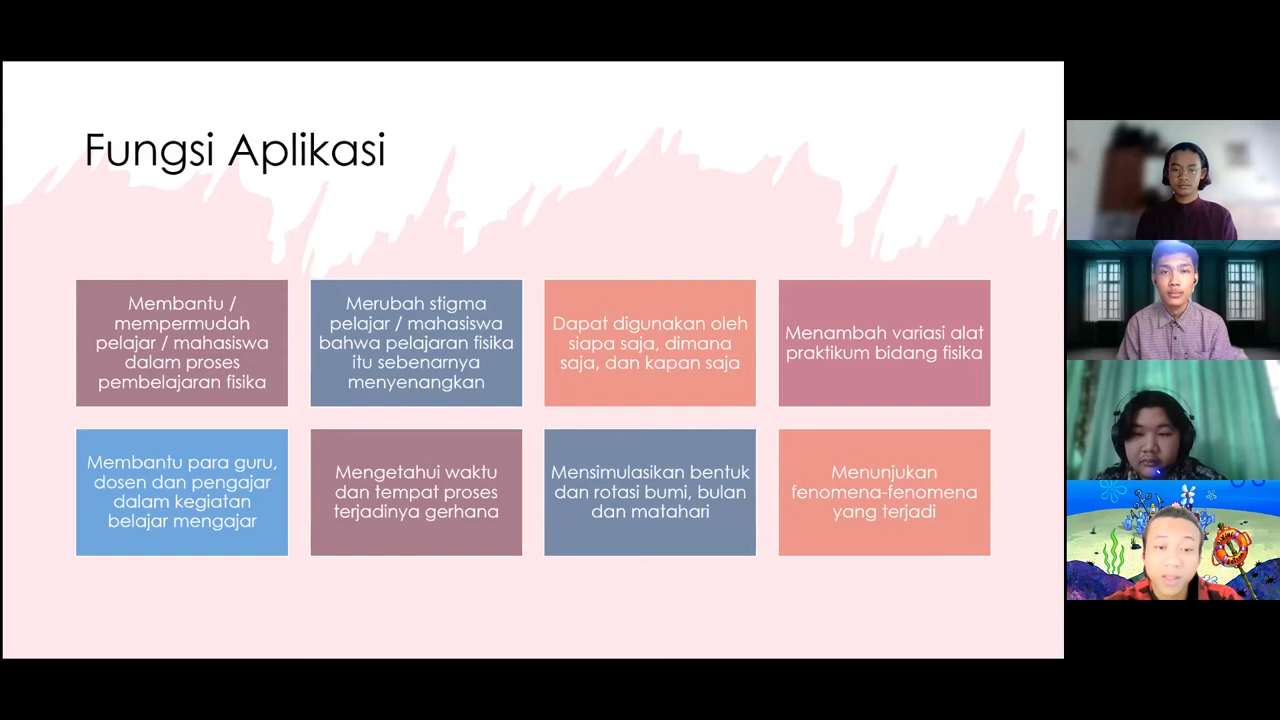 Fungsi Aplikasi
Membantu /
mempermudah
pelajar / mahasiswa
dalam proses
pembelajaran fisika
Merubah stigma
pelajar / mahasiswa
bahwa pelajaran fisika
itu sebenarnya
menyenangkan
Dapat digunakan oleh
siapa saja, dimana
saja, dan kapan saja
Menambah variasi alat
praktikum bidang fisika
Membantu para guru,
dosen dan pengajar
dalam kegiatan
belajar mengajar
Mengetahui waktu
dan tempat proses
terjadinya gerhana
Mensimulasikan bentuk
dan rotasi bumi, bulan
dan matahari
Menunjukan
fenomena-fenomena
yang terjadi